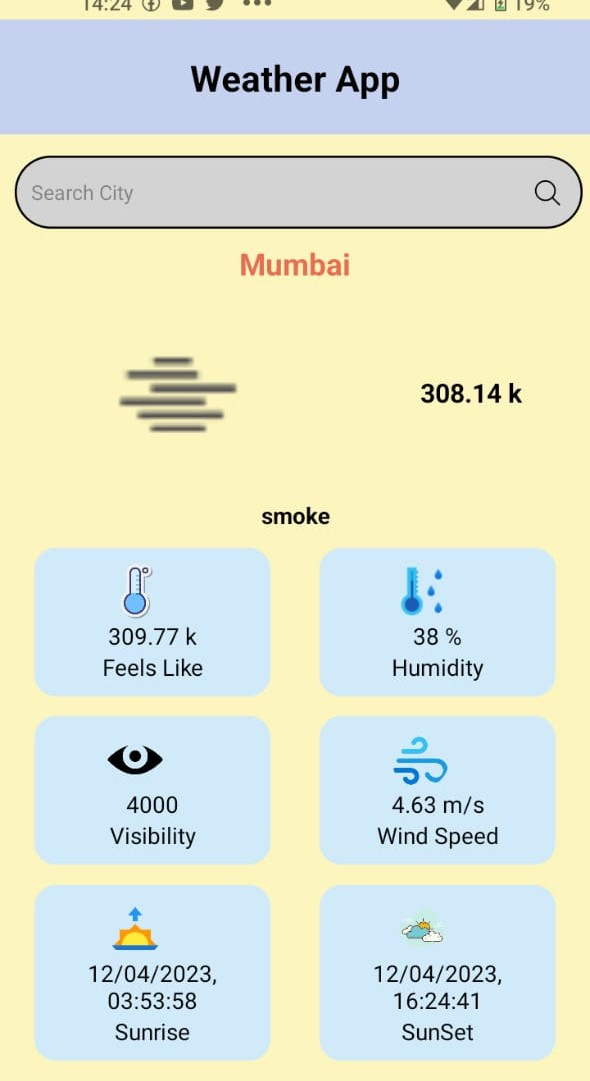 14:24 19%
Weather App
Search City
Mumbai
308.14 k
smoke
309.77 k
Feels Like
38 %
Humidity
4000
Visibility
4.63 m/s
Wind Speed
12/04/2023,
03:53:58
Sunrise
12/04/2023,
16:24:41
SunSet